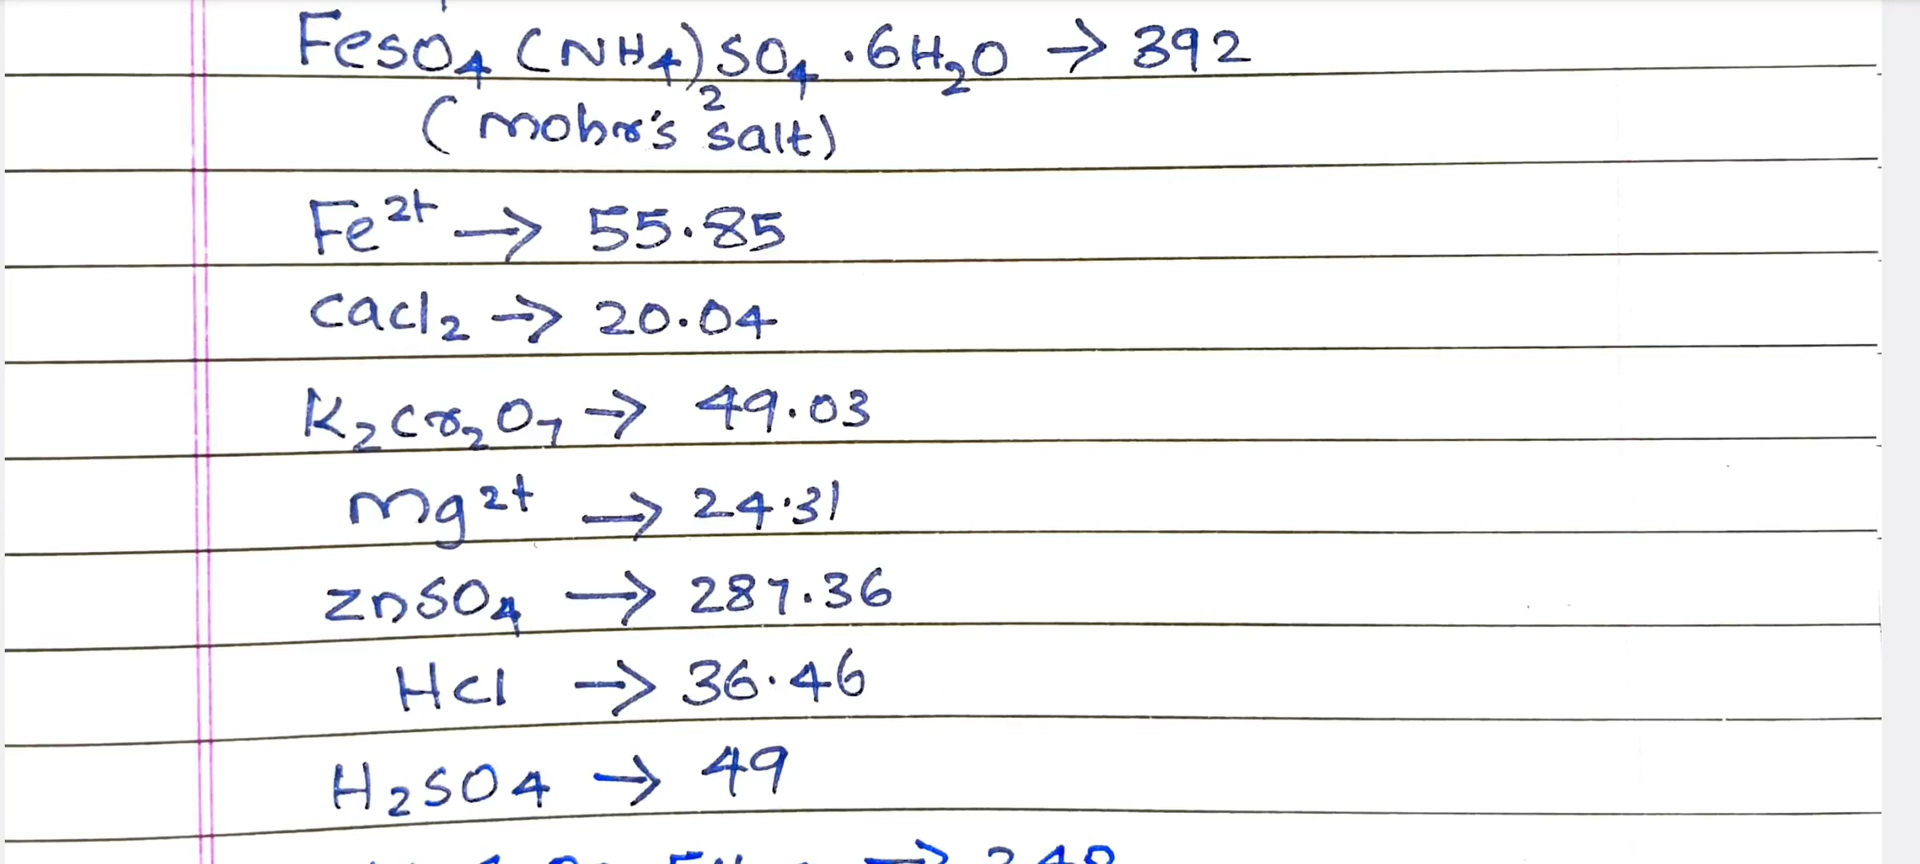 FeSO₄(NH₄)₂SO₄·6H₂O → 392
(Mohr's salt)
Fe²⁺ → 55.85
CaCl₂ → 20.04
K₂Cr₂O₇ → 49.03
Mg²⁺ → 24.31
ZnSO₄ → 287.36
HCl → 36.46
H₂SO₄ → 49